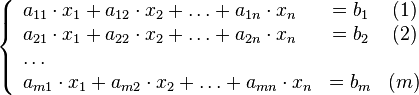 a₁₁ · x₁ + a₁₂ · x₂ + … + a₁ₙ · xₙ = b₁ (1)
a₂₁ · x₁ + a₂₂ · x₂ + … + a₂ₙ · xₙ = b₂ (2)
…
aₘ₁ · x₁ + aₘ₂ · x₂ + … + aₘₙ · xₙ = bₘ (m)